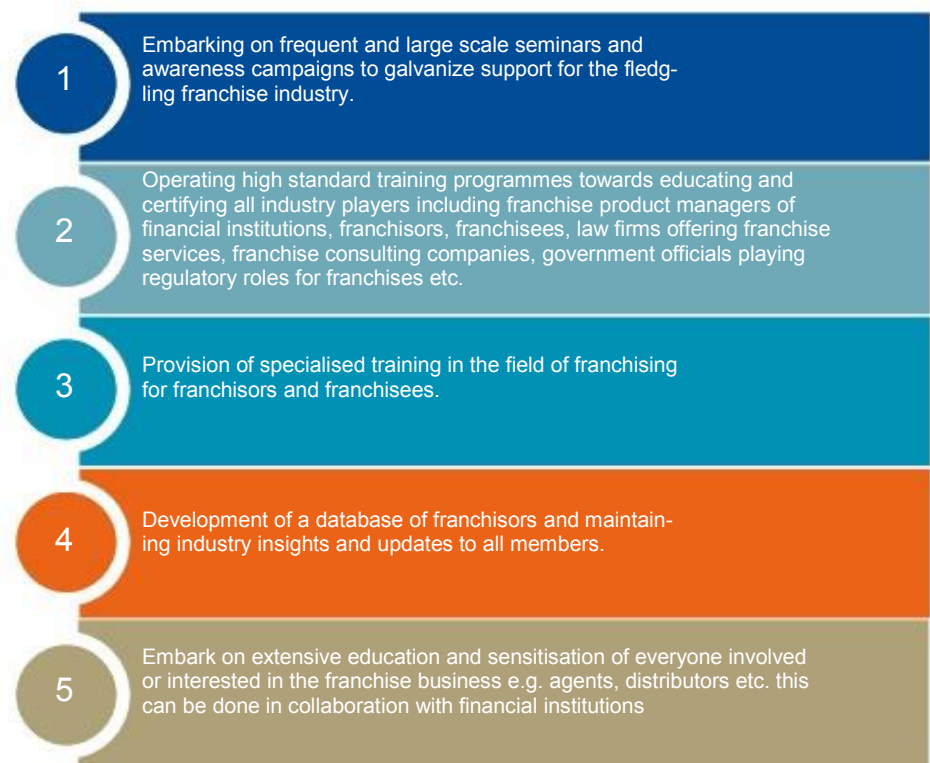 1
Embarking on frequent and large scale seminars and
awareness campaigns to galvanize support for the fledg-
ling franchise industry.
2
Operating high standard training programmes towards educating and
certifying all industry players including franchise product managers of
financial institutions, franchisors, franchisees, law firms offering franchise
services, franchise consulting companies, government officials playing
regulatory roles for franchises etc.
3
Provision of specialised training in the field of franchising
for franchisors and franchisees.
4
Development of a database of franchisors and maintain-
ing industry insights and updates to all members.
5
Embark on extensive education and sensitisation of everyone involved
or interested in the franchise business e.g. agents, distributors etc. this
can be done in collaboration with financial institutions